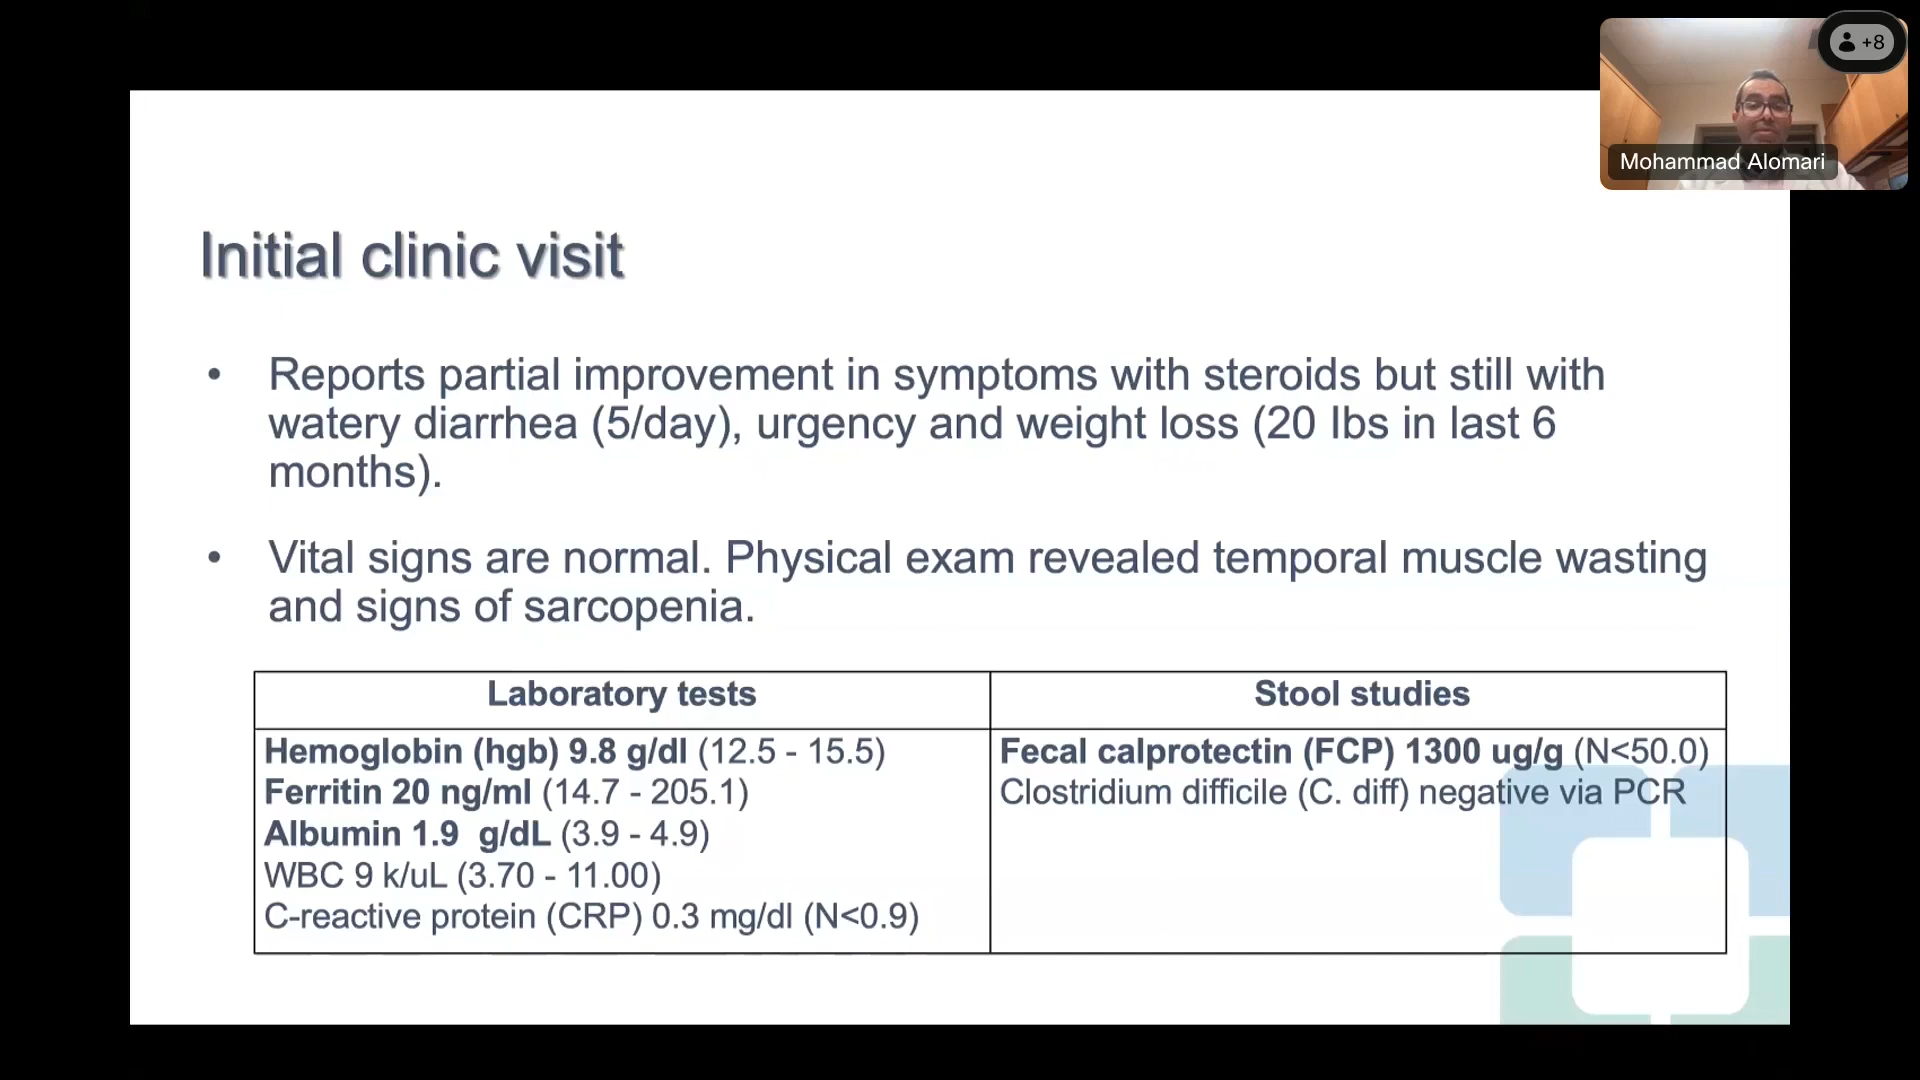 +8
Mohammad Alomari
Initial clinic visit
• Reports partial improvement in symptoms with steroids but still with
watery diarrhea (5/day), urgency and weight loss (20 lbs in last 6
months).
• Vital signs are normal. Physical exam revealed temporal muscle wasting
and signs of sarcopenia.
Laboratory tests
Hemoglobin (hgb) 9.8 g/dl (12.5 - 15.5)
Ferritin 20 ng/ml (14.7 - 205.1)
Albumin 1.9 g/dL (3.9 - 4.9)
WBC 9 k/uL (3.70 - 11.00)
C-reactive protein (CRP) 0.3 mg/dl (N<0.9)
Stool studies
Fecal calprotectin (FCP) 1300 ug/g (N<50.0)
Clostridium difficile (C. diff) negative via PCR